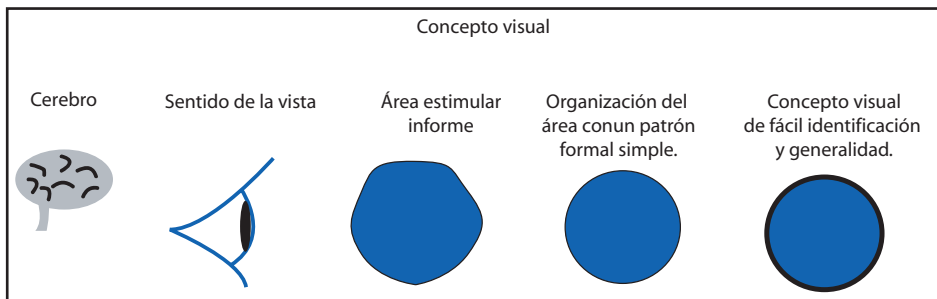 Concepto visual
Cerebro
Sentido de la vista
Área estimular
informe
Organización del
área conun patrón
formal simple.
Concepto visual
de fácil identificación
y generalidad.